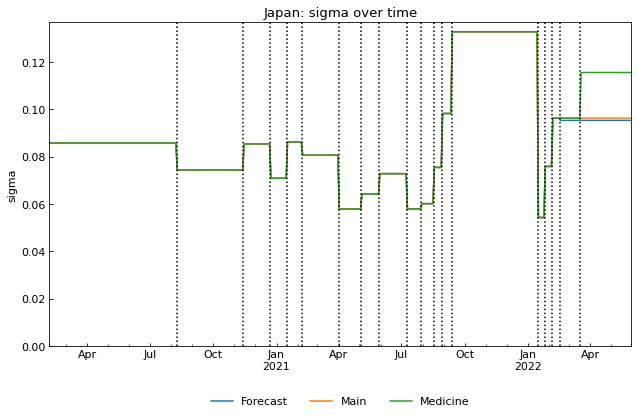 Japan: sigma over time
sigma
0.12
0.10
0.08
0.06
0.04
0.02
0.00
Apr Jul Oct Jan Apr Jul Oct Jan Apr
2021 2022
Forecast Main Medicine